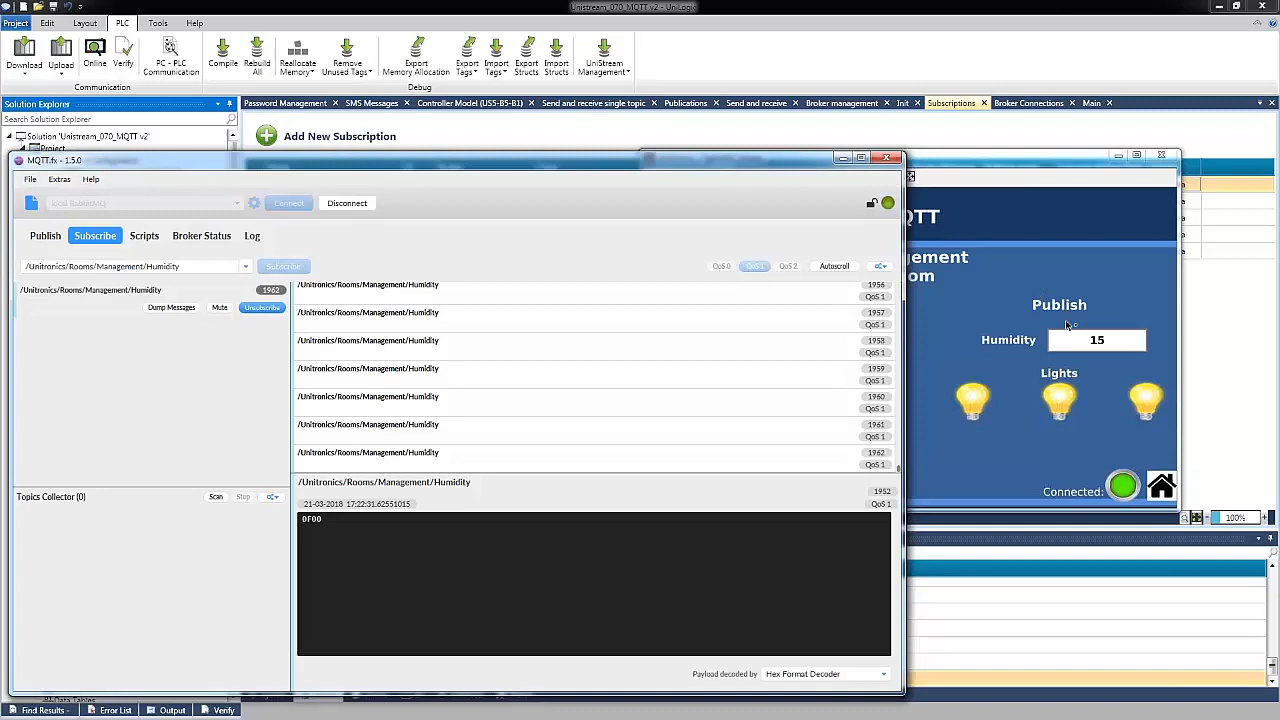 Unistream_070_MQTT v2 - UniLogic
Project Edit Layout PLC Tools Help
Download Upload Online Verify PC - PLC Communication Compile Rebuild All Reallocate Memory Remove Unused Tags Export Memory Allocation Export Tags Import Tags Export Structs Import Structs UniStream Management
Communication Debug
Solution Explorer
Password Management SMS Messages Controller Model (US5-B5-B1) Send and receive single topic Publications Send and receive Broker management Init Subscriptions Broker Connections Main
Search Solution Explorer
Solution 'Unistream_070_MQTT v2'
Project
Add New Subscription
MQTT.fx - 1.5.0
File Extras Help
Connect Disconnect
Publish Subscribe Scripts Broker Status Log
/Unitronics/Rooms/Management/Humidity Subscribe QoS 0 QoS 1 QoS 2 Autoscroll
/Unitronics/Rooms/Management/Humidity 1962
Dump Messages Mute Unsubscribe
/Unitronics/Rooms/Management/Humidity 1956
QoS 1
/Unitronics/Rooms/Management/Humidity 1957
QoS 1
/Unitronics/Rooms/Management/Humidity 1958
QoS 1
/Unitronics/Rooms/Management/Humidity 1959
QoS 1
/Unitronics/Rooms/Management/Humidity 1960
QoS 1
/Unitronics/Rooms/Management/Humidity 1961
QoS 1
/Unitronics/Rooms/Management/Humidity 1962
QoS 1
Topics Collector (0) Scan Stop
/Unitronics/Rooms/Management/Humidity
1952
21-03-2018 17:22:31.62551015 QoS 1
0F00
Payload decoded by Hex Format Decoder
QTT
gement
om
Publish
Humidity 15
Lights
Connected:
100%
Data Tables
Find Results Error List Output Verify